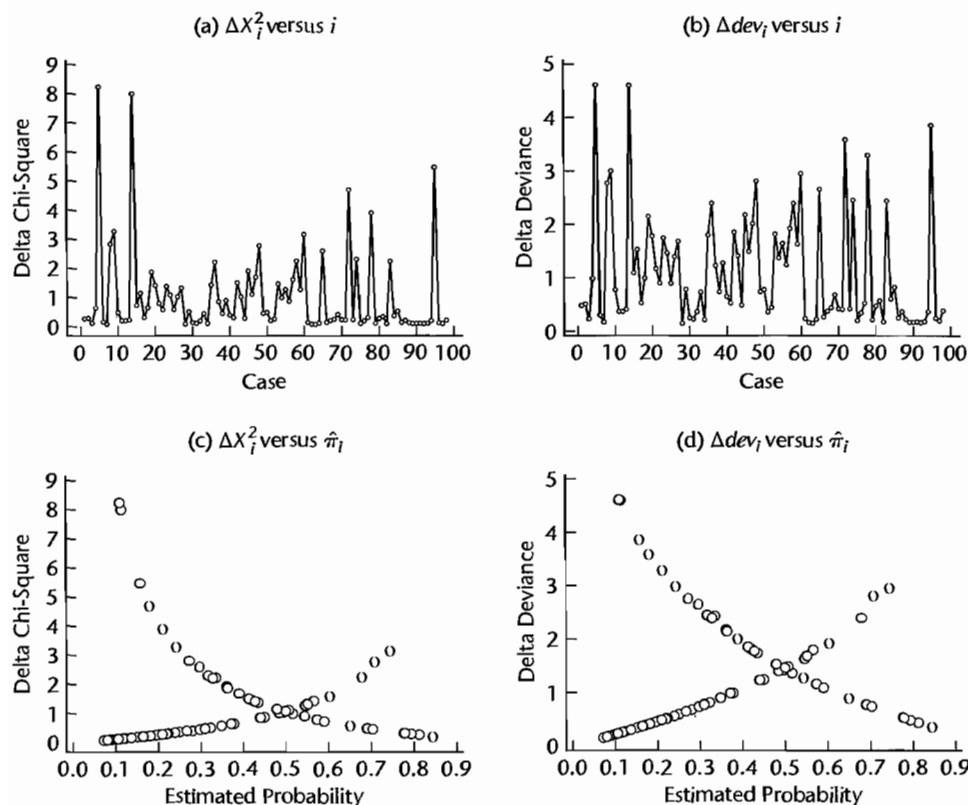 (a) ΔX²ᵢ versus i
Delta Chi-Square
9
8
7
6
5
4
3
2
1
0
0 10 20 30 40 50 60 70 80 90 100
Case
(b) Δdevᵢ versus i
Delta Deviance
5
4
3
2
1
0
0 10 20 30 40 50 60 70 80 90 100
Case
(c) ΔX²ᵢ versus π̂ᵢ
Delta Chi-Square
9
8
7
6
5
4
3
2
1
0
0.0 0.1 0.2 0.3 0.4 0.5 0.6 0.7 0.8 0.9
Estimated Probability
(d) Δdevᵢ versus π̂ᵢ
Delta Deviance
5
4
3
2
1
0
0.0 0.1 0.2 0.3 0.4 0.5 0.6 0.7 0.8 0.9
Estimated Probability